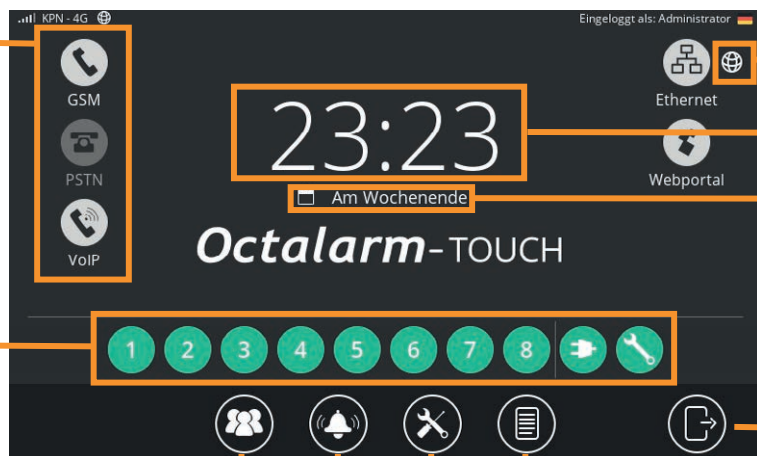 KPN - 4G
Eingeloggt als: Administrator
GSM
Ethernet
23:23
PSTN
Webportal
Am Wochenende
VoIP
Octalarm-TOUCH
1 2 3 4 5 6 7 8